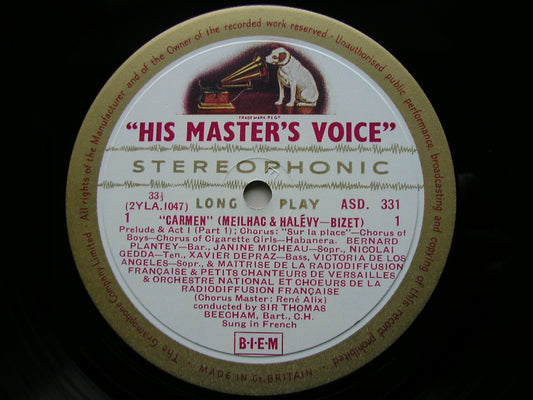 All rights of the Manufacturer and of the Owner of the recorded work reserved · Unauthorised public performance, broadcasting and copying of this record prohibited ·
TRADE MARK REGD
"HIS MASTER'S VOICE"
STEREOPHONIC
33⅓
(2YLA.1047) LONG PLAY ASD. 331
1 "CARMEN" (MEILHAC & HALÉVY—BIZET) 1
Prelude & Act I (Part 1); Chorus: "Sur la place"—Chorus of
Boys—Chorus of Cigarette Girls—Habanera. BERNARD
PLANTEY—Bar., JANINE MICHEAU—Sop., NICOLAI
GEDDA—Ten., XAVIER DEPRAZ—Bass, VICTORIA DE LOS
ANGELES—Sop., & MAITRISE DE LA RADIODIFFUSION
FRANÇAISE & PETITS CHANTEURS DE VERSAILLES
& ORCHESTRE NATIONAL ET CHOEURS DE LA
RADIODIFFUSION FRANÇAISE
(Chorus Master: René Alix)
conducted by SIR THOMAS
BEECHAM, Bart., C.H.
Sung in French
B·I·E·M
The Gramophone Company Limited.
MADE IN GT. BRITAIN